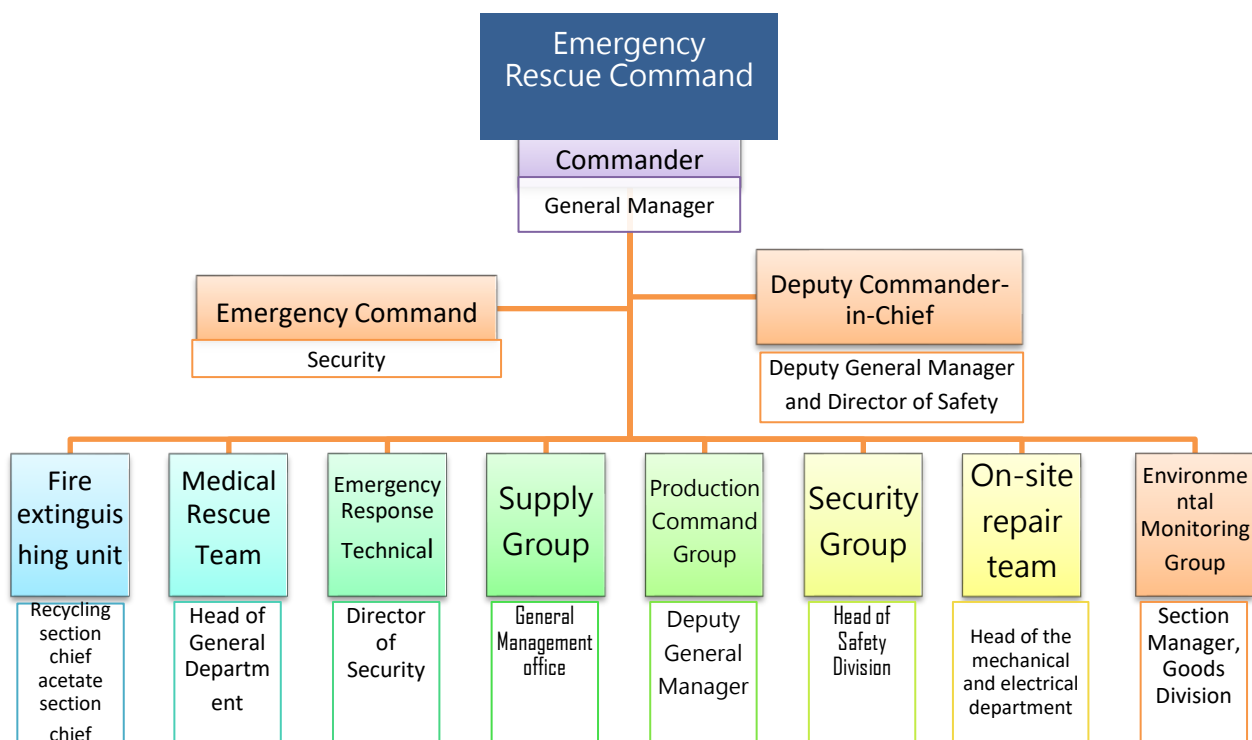 Emergency
Rescue Command
Commander
General Manager
Emergency Command
Security
Deputy Commander-
in-Chief
Deputy General Manager
and Director of Safety
Fire
extinguis
hing unit
Recycling
section
chief
acetate
section
chief
Medical
Rescue
Team
Head of
General
Departm
ent
Emergency
Response
Technical
Director
of
Security
Supply
Group
General
Management
office
Production
Command
Group
Deputy
General
Manager
Security
Group
Head of
Safety
Division
On-site
repair
team
Head of the
mechanical
and electrical
department
Environme
ntal
Monitoring
Group
Section
Manager,
Goods
Division